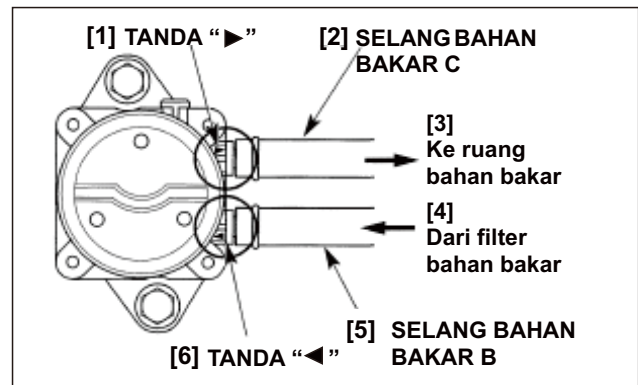 [1] TANDA “▶”
[2] SELANG BAHAN
BAKAR C
[3]
Ke ruang
bahan bakar
[4]
Dari filter
bahan bakar
[5] SELANG BAHAN
BAKAR B
[6] TANDA “◀”